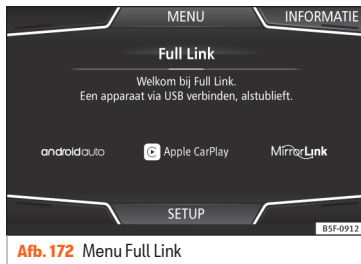 MENU
INFORMATIE
Full Link
Welkom bij Full Link.
Een apparaat via USB verbinden, alstublieft.
androidauto
Apple CarPlay
MirrorLink
SETUP
B5F-0912
Afb. 172 Menu Full Link